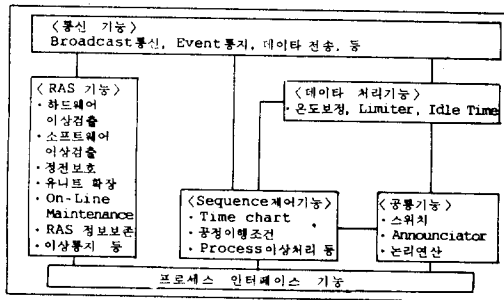 〈통신 기능〉
Broadcast통신, Event통지, 데이타 전송. 등
〈RAS 기능〉
· 하드웨어
이상검출
· 소프트웨어
이상검출
· 정전보호
· 유니트 확장
· On-Line
Maintenance
· RAS 정보보존
· 이상통지 등
〈데이타 처리기능〉
· 온도보정, Limiter, Idle Time
〈Sequence제어기능〉
· Time chart
· 공정이행조건
· Process이상처리 등
〈공통기능〉
· 스위치
· Announciator
· 논리연산
프로세스 인터페이스 기능